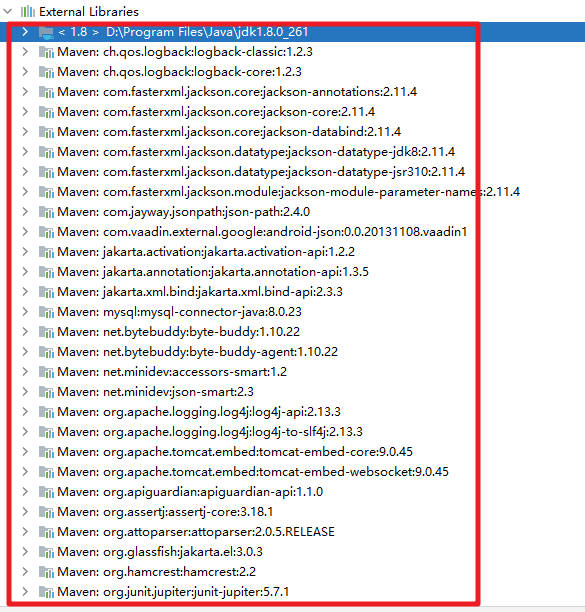 External Libraries
< 1.8 > D:\Program Files\Java\jdk1.8.0_261
Maven: ch.qos.logback:logback-classic:1.2.3
Maven: ch.qos.logback:logback-core:1.2.3
Maven: com.fasterxml.jackson.core:jackson-annotations:2.11.4
Maven: com.fasterxml.jackson.core:jackson-core:2.11.4
Maven: com.fasterxml.jackson.core:jackson-databind:2.11.4
Maven: com.fasterxml.jackson.datatype:jackson-datatype-jdk8:2.11.4
Maven: com.fasterxml.jackson.datatype:jackson-datatype-jsr310:2.11.4
Maven: com.fasterxml.jackson.module:jackson-module-parameter-names:2.11.4
Maven: com.jayway.jsonpath:json-path:2.4.0
Maven: com.vaadin.external.google:android-json:0.0.20131108.vaadin1
Maven: jakarta.activation:jakarta.activation-api:1.2.2
Maven: jakarta.annotation:jakarta.annotation-api:1.3.5
Maven: jakarta.xml.bind:jakarta.xml.bind-api:2.3.3
Maven: mysql:mysql-connector-java:8.0.23
Maven: net.bytebuddy:byte-buddy:1.10.22
Maven: net.bytebuddy:byte-buddy-agent:1.10.22
Maven: net.minidev:accessors-smart:1.2
Maven: net.minidev:json-smart:2.3
Maven: org.apache.logging.log4j:log4j-api:2.13.3
Maven: org.apache.logging.log4j:log4j-to-slf4j:2.13.3
Maven: org.apache.tomcat.embed:tomcat-embed-core:9.0.45
Maven: org.apache.tomcat.embed:tomcat-embed-websocket:9.0.45
Maven: org.apiguardian:apiguardian-api:1.1.0
Maven: org.assertj:assertj-core:3.18.1
Maven: org.attoparser:attoparser:2.0.5.RELEASE
Maven: org.glassfish:jakarta.el:3.0.3
Maven: org.hamcrest:hamcrest:2.2
Maven: org.junit.jupiter:junit-jupiter:5.7.1